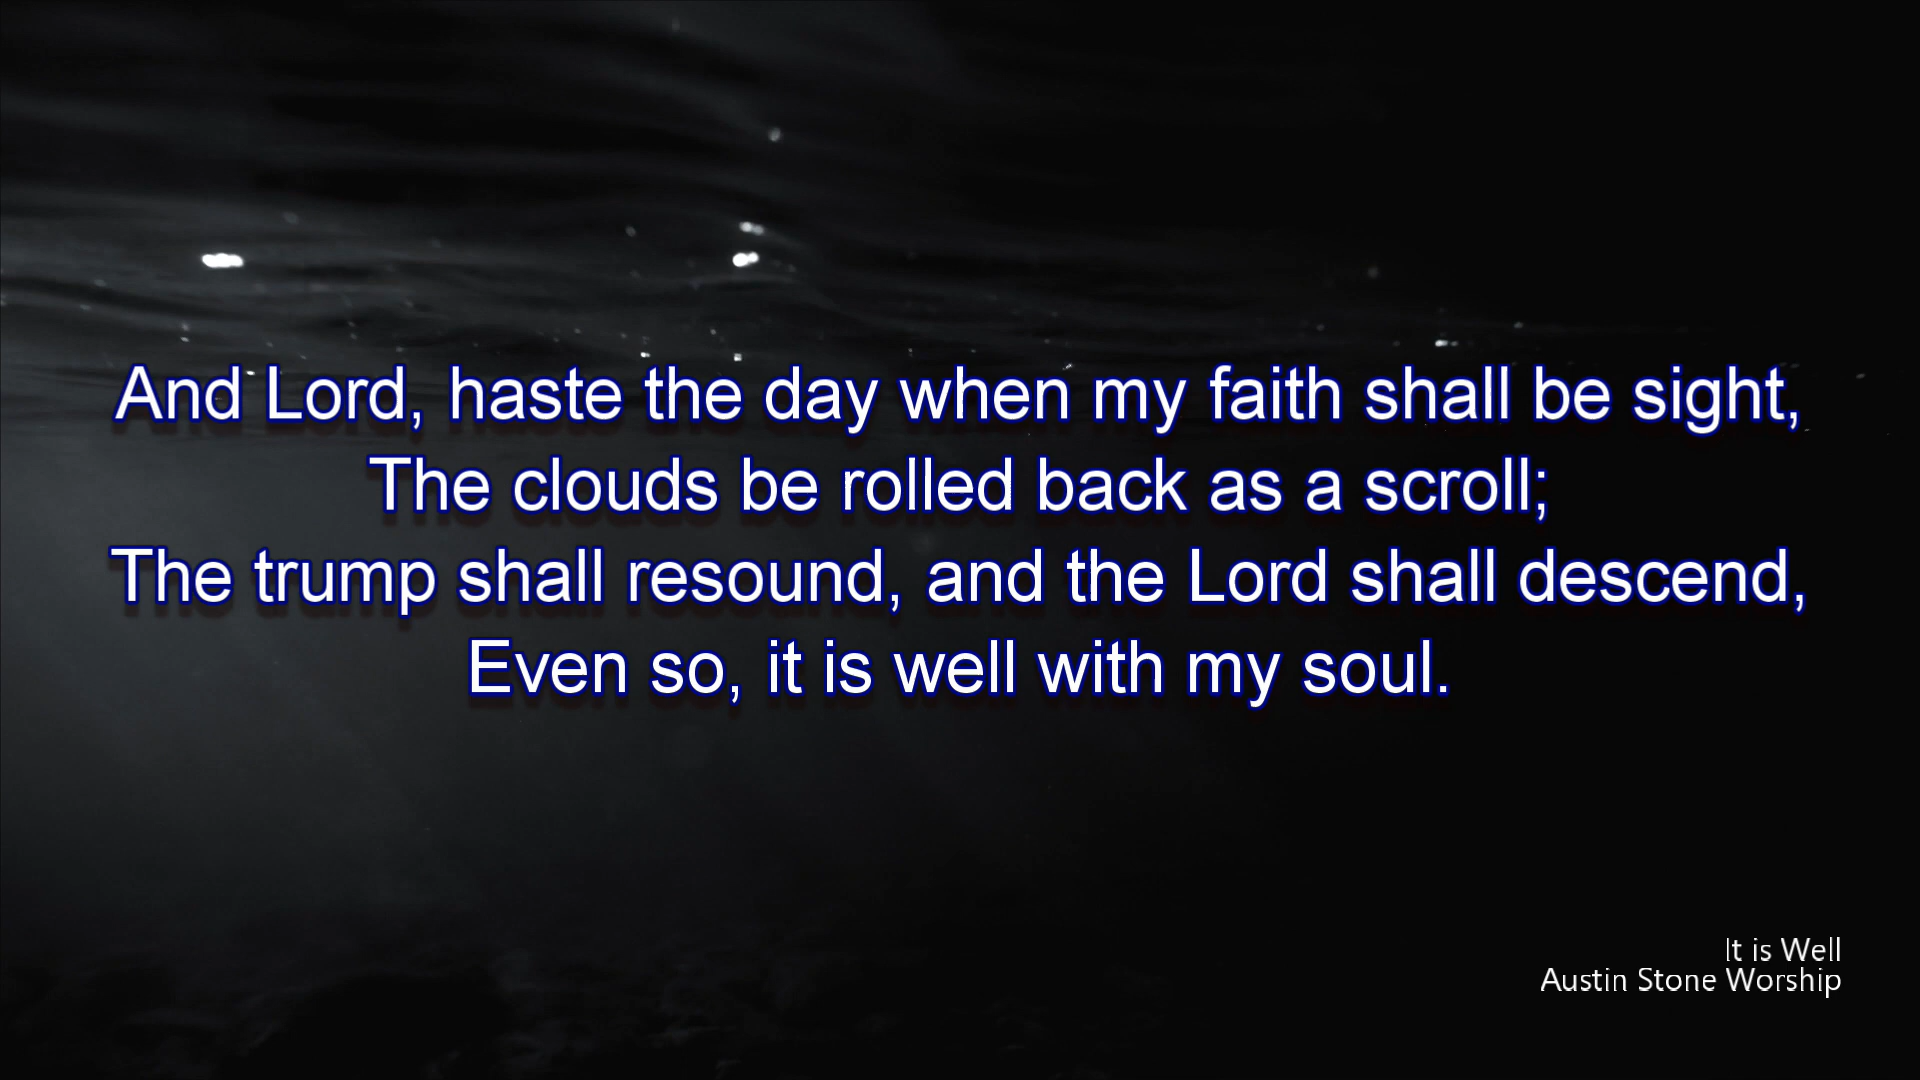 And Lord, haste the day when my faith shall be sight,
The clouds be rolled back as a scroll;
The trump shall resound, and the Lord shall descend,
Even so, it is well with my soul.
It is Well
Austin Stone Worship